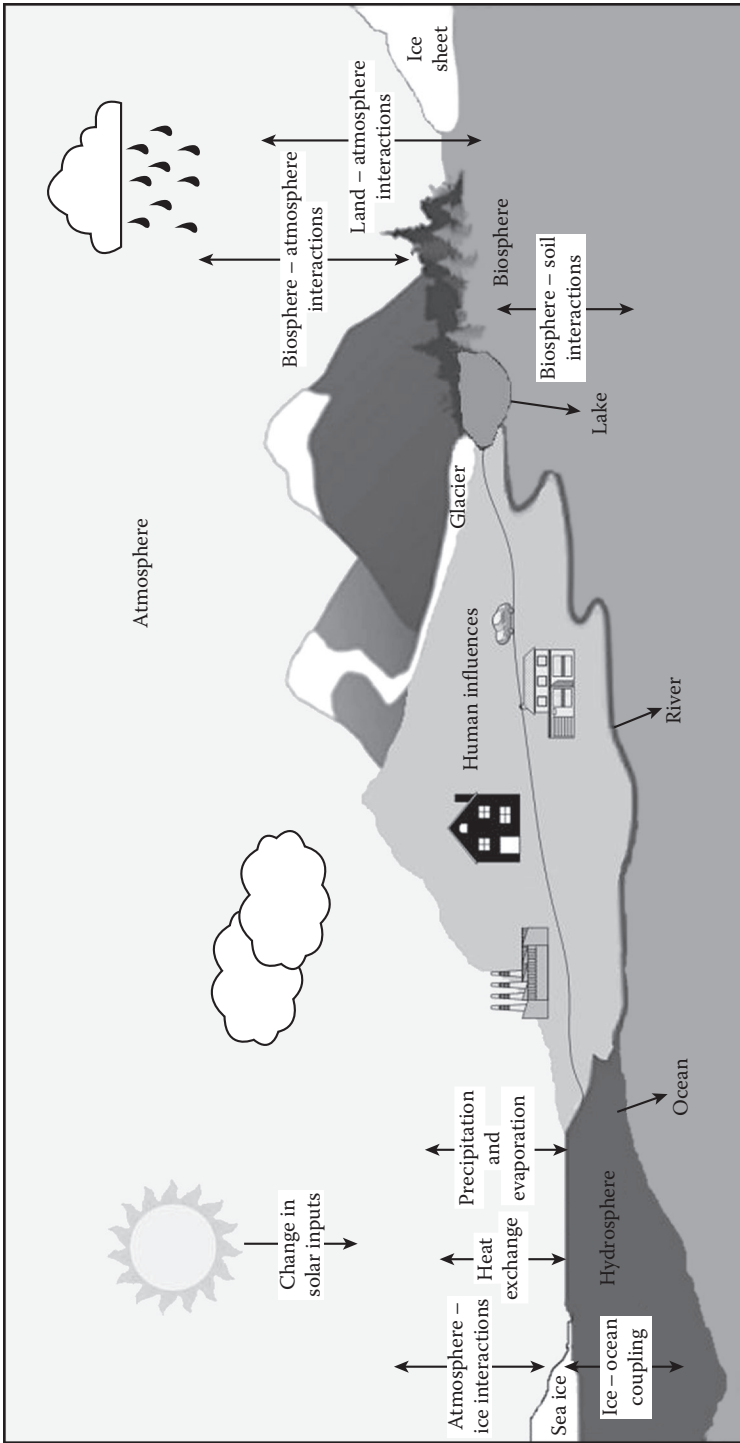 Atmosphere
Change in
solar inputs
Atmosphere –
ice interactions
Heat
exchange
Precipitation
and
evaporation
Sea ice
Ice – ocean
coupling
Hydrosphere
Ocean
Human influences
River
Glacier
Lake
Biosphere – atmosphere
interactions
Land – atmosphere
interactions
Ice
sheet
Biosphere
Biosphere – soil
interactions